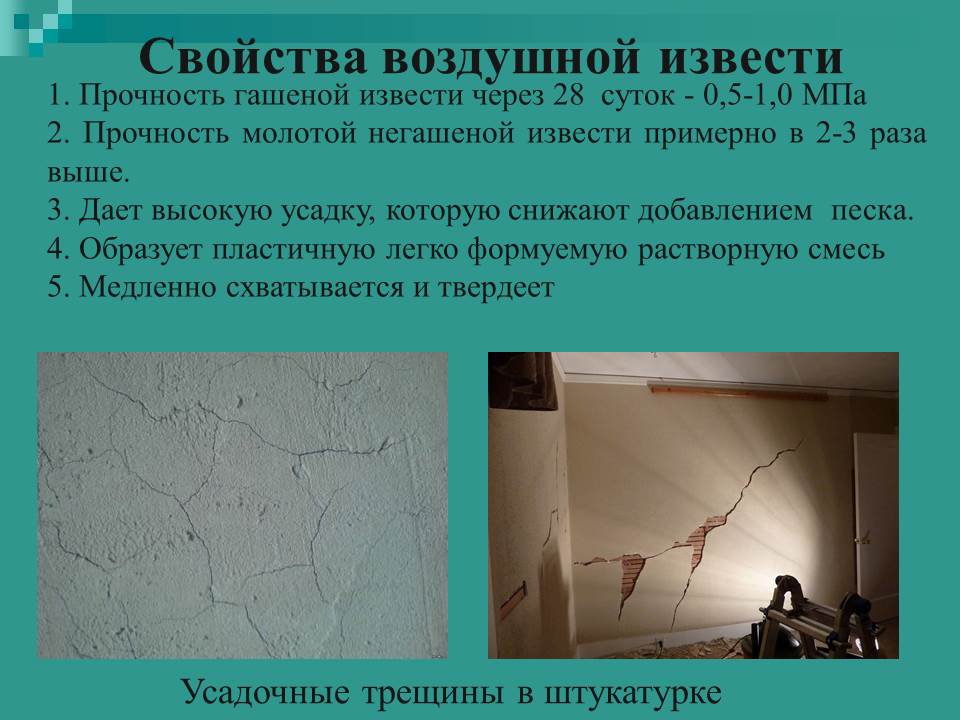 Свойства воздушной извести
1. Прочность гашеной извести через 28 суток - 0,5-1,0 МПа
2. Прочность молотой негашеной извести примерно в 2-3 раза
выше.
3. Дает высокую усадку, которую снижают добавлением песка.
4. Образует пластичную легко формуемую растворную смесь
5. Медленно схватывается и твердеет
Усадочные трещины в штукатурке